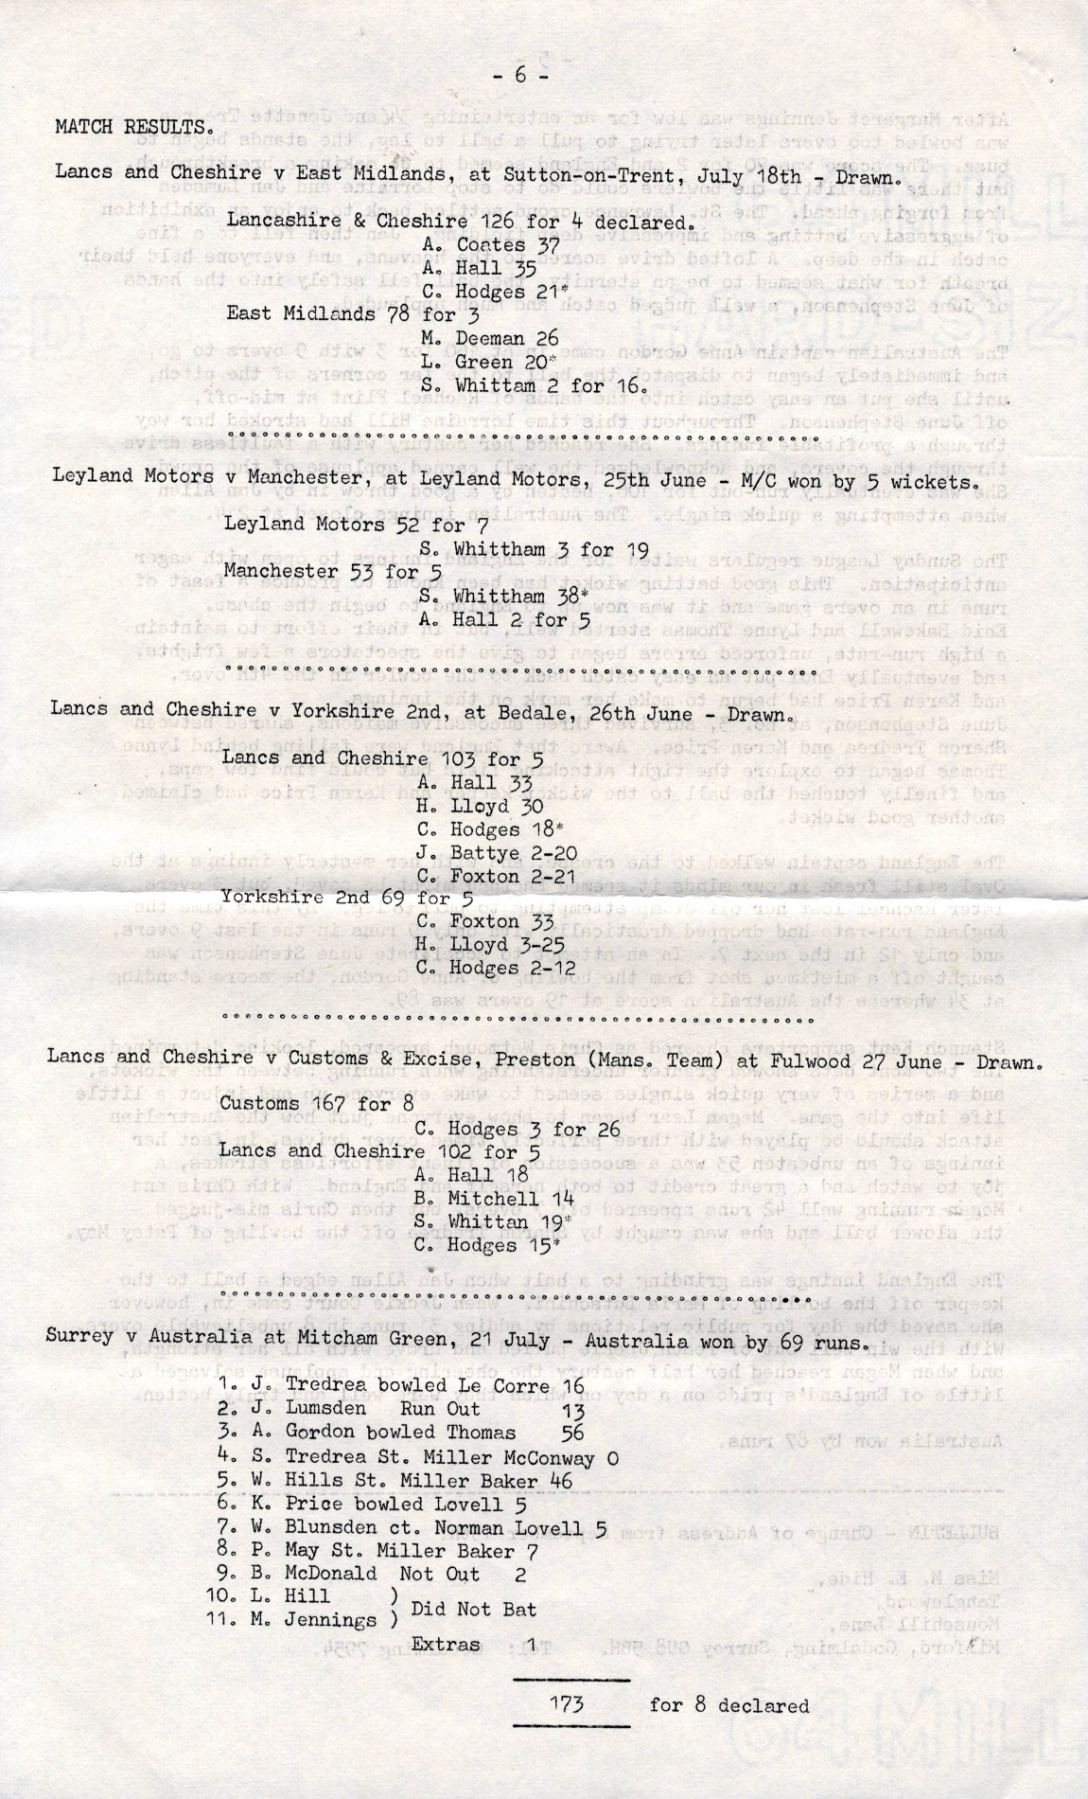 - 6 -
MATCH RESULTS.
Lancs and Cheshire v East Midlands, at Sutton-on-Trent, July 18th - Drawn.
Lancashire & Cheshire 126 for 4 declared.
A. Coates 37
A. Hall 35
C. Hodges 21*
East Midlands 78 for 3
M. Deeman 26
L. Green 20*
S. Whittam 2 for 16.
Leyland Motors v Manchester, at Leyland Motors, 25th June - M/C won by 5 wickets.
Leyland Motors 52 for 7
S. Whittham 3 for 19
Manchester 53 for 5
S. Whittham 38*
A. Hall 2 for 5
Lancs and Cheshire v Yorkshire 2nd, at Bedale, 26th June - Drawn.
Lancs and Cheshire 103 for 5
A. Hall 33
H. Lloyd 30
C. Hodges 18*
J. Battye 2-20
C. Foxton 2-21
Yorkshire 2nd 69 for 5
C. Foxton 33
H. Lloyd 3-25
C. Hodges 2-12
Lancs and Cheshire v Customs & Excise, Preston (Mans. Team) at Fulwood 27 June - Drawn.
Customs 167 for 8
C. Hodges 3 for 26
Lancs and Cheshire 102 for 5
A. Hall 18
B. Mitchell 14
S. Whittan 19*
C. Hodges 15*
Surrey v Australia at Mitcham Green, 21 July - Australia won by 69 runs.
1. J. Tredrea bowled Le Corre 16
2. J. Lumsden Run Out 13
3. A. Gordon bowled Thomas 56
4. S. Tredrea St. Miller McConway 0
5. W. Hills St. Miller Baker 46
6. K. Price bowled Lovell 5
7. W. Blunsden ct. Norman Lovell 5
8. P. May St. Miller Baker 7
9. B. McDonald Not Out 2
10. L. Hill )
Did Not Bat
11. M. Jennings )
Extras 1
173 for 8 declared